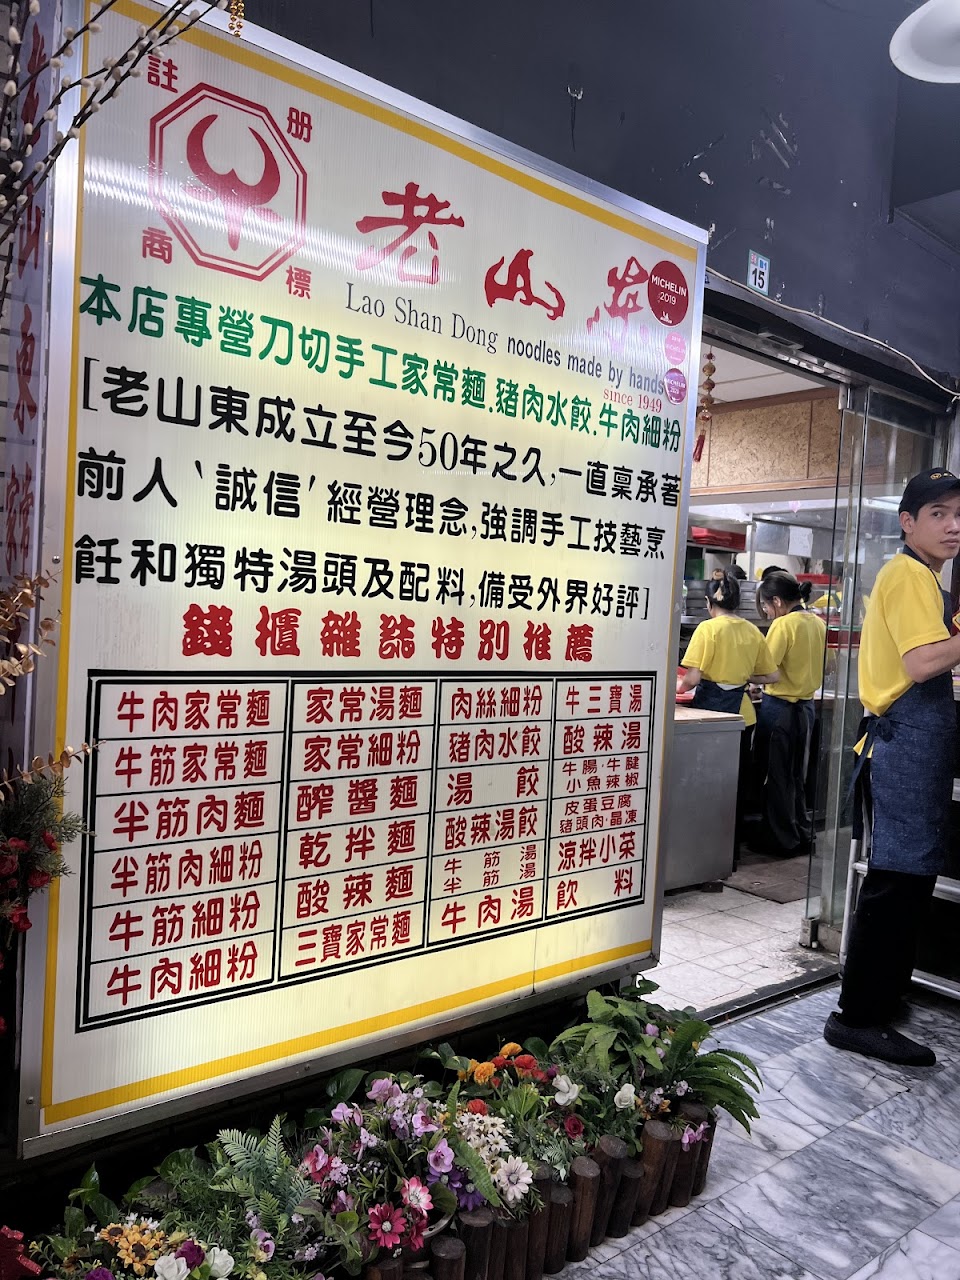 註 册
商 標
老山東
MICHELIN
2019
Lao Shan Dong noodles made by hands
since 1949
15
本店專營刀切手工家常麵.豬肉水餃.牛肉細粉
[老山東成立至今50年之久,一直稟承著
前人‵誠信′經營理念,強調手工技藝烹
飪和獨特湯頭及配料,備受外界好評]
錢櫃雜誌特別推薦
牛肉家常麵 家常湯麵 肉絲細粉 牛三寶湯
牛筋家常麵 家常細粉 豬肉水餃 酸辣湯
半筋肉麵 醡醬麵 湯餃 牛腸·牛腱
小魚辣椒
半筋肉細粉 乾拌麵 酸辣湯餃 皮蛋豆腐
豬頭肉·晶凍
牛筋細粉 酸辣麵 牛筋湯
半筋湯 涼拌小菜
牛肉細粉 三寶家常麵 牛肉湯 飲料